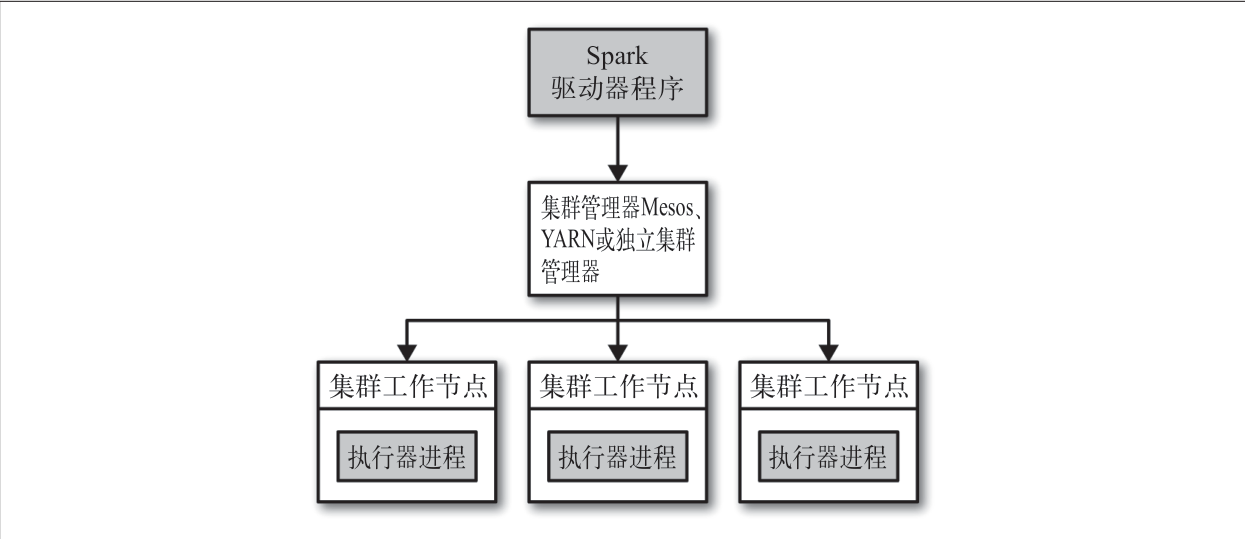 Spark
驱动器程序
集群管理器Mesos、
YARN或独立集群
管理器
集群工作节点
集群工作节点
集群工作节点
执行器进程
执行器进程
执行器进程